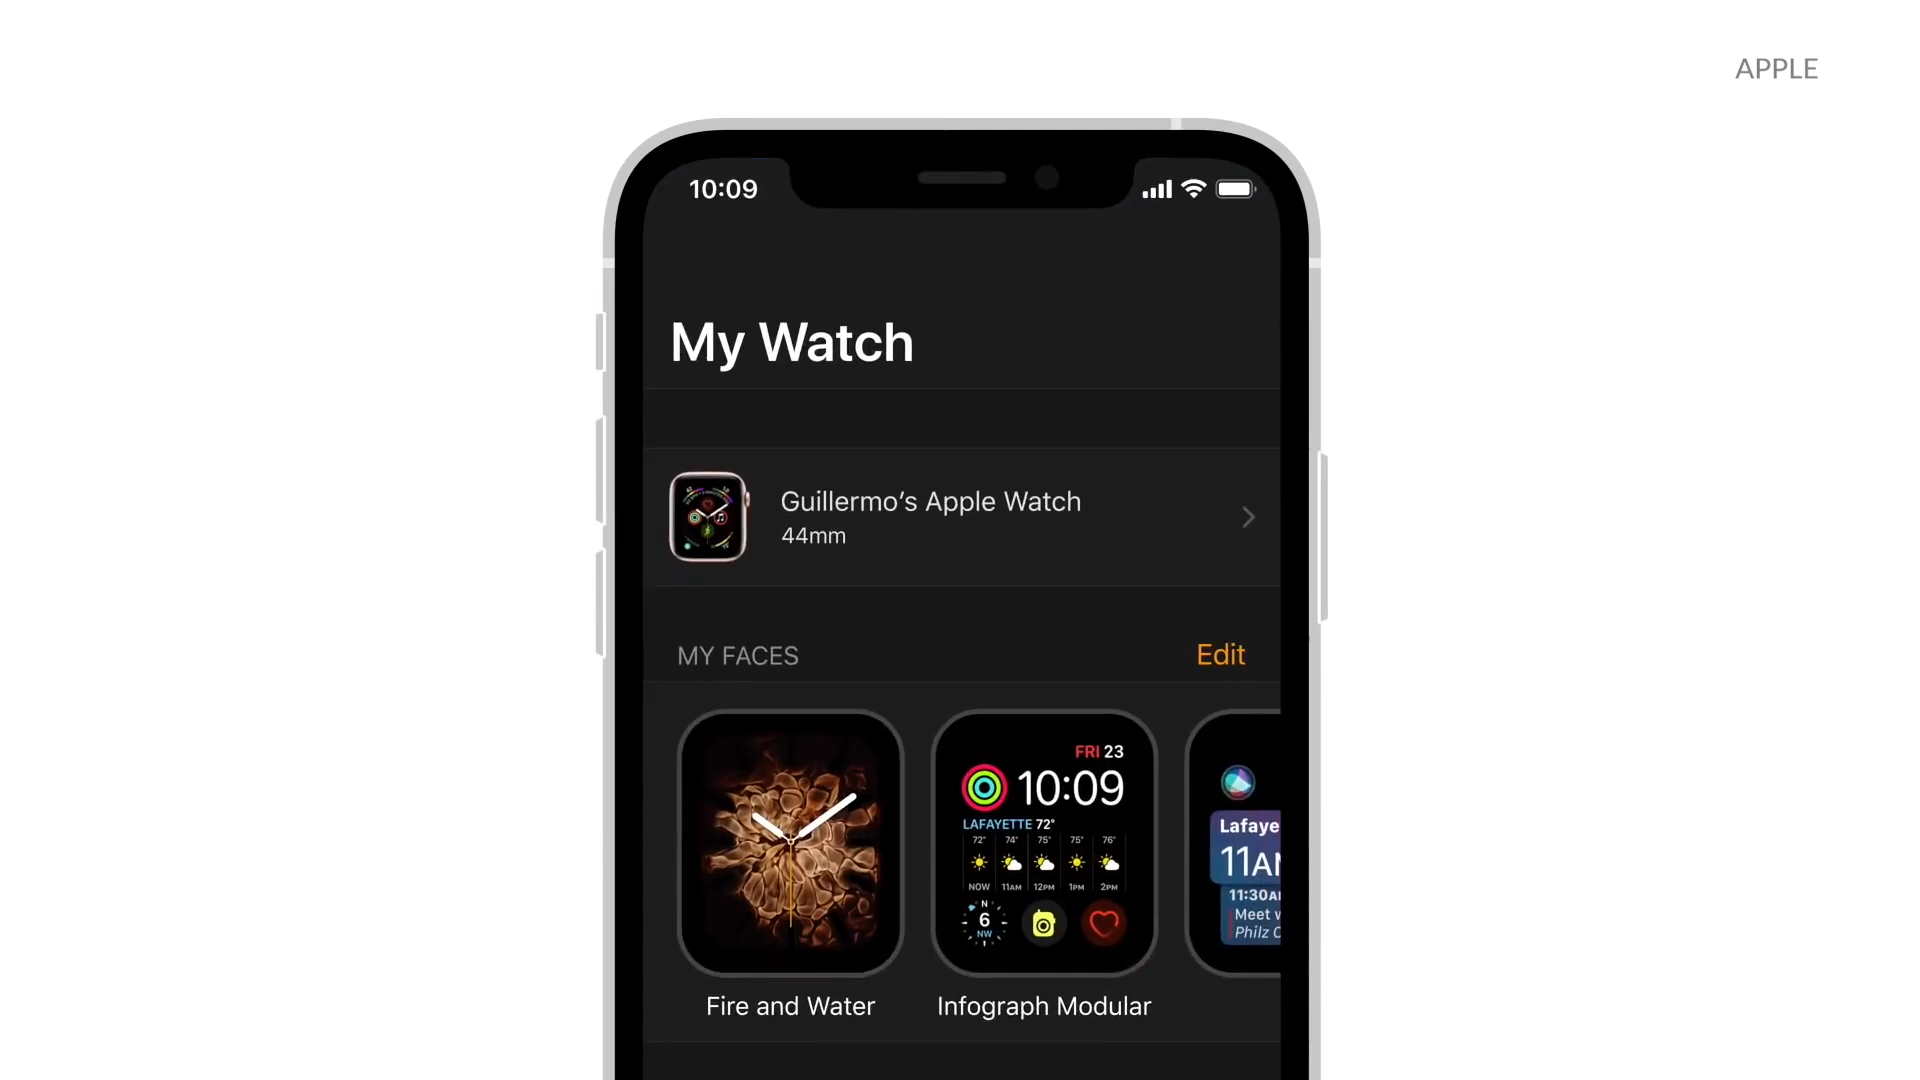 APPLE
10:09
My Watch
Guillermo’s Apple Watch
44mm
MY FACES
Edit
FRI 23
10:09
LAFAYETTE 72°
72° 74° 75° 75° 76°
NOW 11AM 12PM 1PM 2PM
N
6
NW
Lafaye
11AM
11:30A
Meet w
Philz C
Fire and Water
Infograph Modular